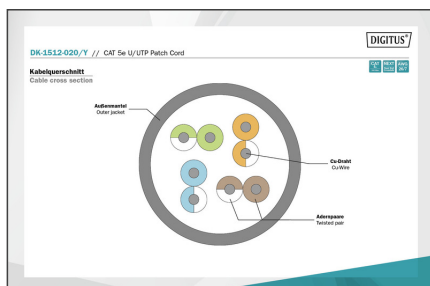 DIGITUS®
DK-1512-020/Y // CAT 5e U/UTP Patch Cord
Kabelquerschnitt
Cable cross section
Außenmantel
Outer jacket
Cu-Draht
Cu-Wire
Aderspaare
Twisted pair